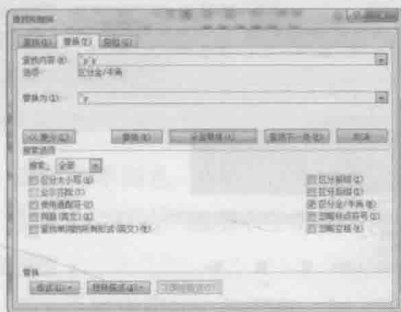 查找和替换
查找(D) 替换(P) 定位(G)
查找内容(N): ^p^p
选项: 区分全/半角
替换为(I): ^p
<< 更少(L) 替换(R) 全部替换(A) 查找下一处(F) 取消
搜索选项
搜索: 全部
区分大小写(H) 区分前缀(X)
全字匹配(Y) 区分后缀(T)
使用通配符(U) 区分全/半角(M)
同音(英文)(K) 忽略标点符号(S)
查找单词的所有形式(英文)(W) 忽略空格(W)
替换
格式(O) 特殊格式(E) 不限定格式(T)